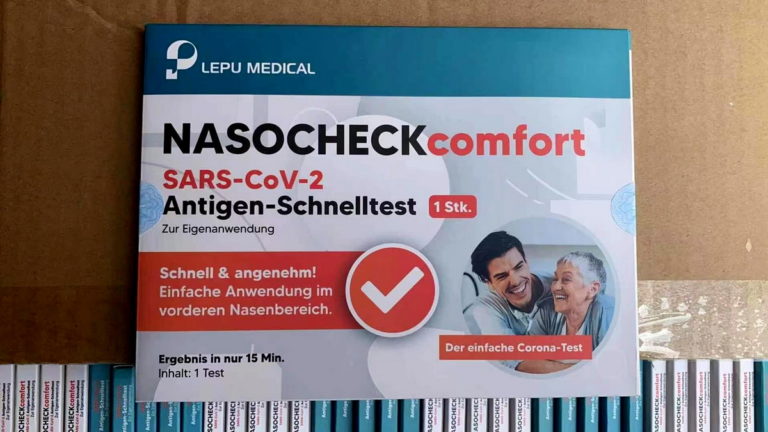 LEPU MEDICAL
NASOCHECKcomfort
SARS-CoV-2
Antigen-Schnelltest 1 Stk.
Zur Eigenanwendung
Schnell & angenehm!
Einfache Anwendung im
vorderen Nasenbereich.
Ergebnis in nur 15 Min.
Inhalt: 1 Test
Der einfache Corona-Test